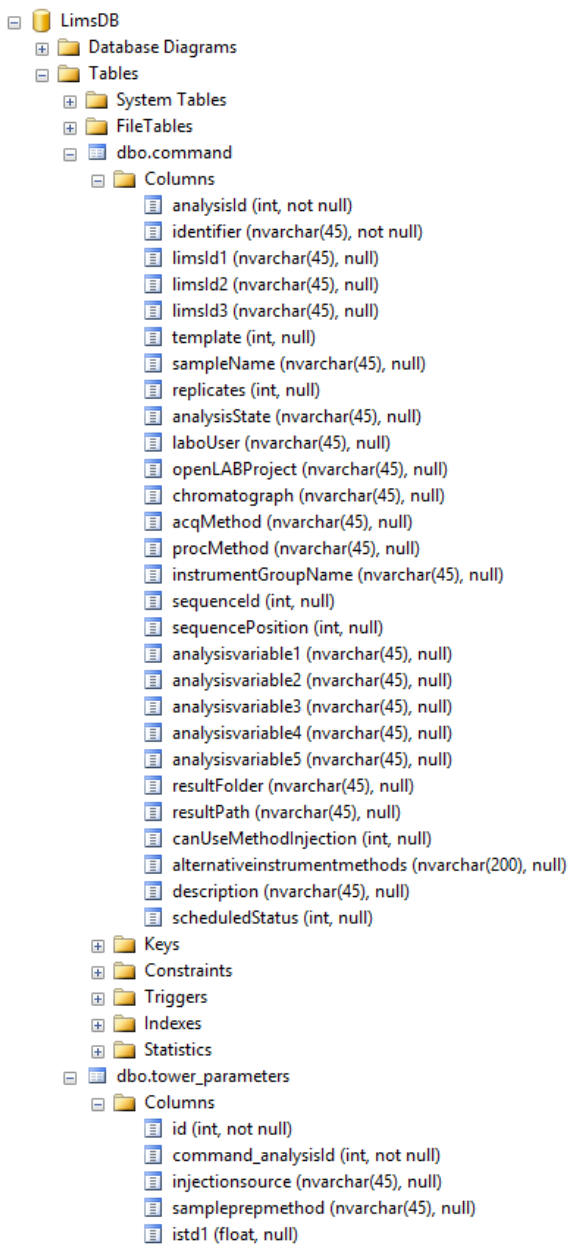 LimsDB
Database Diagrams
Tables
System Tables
FileTables
dbo.command
Columns
analysisId (int, not null)
identifier (nvarchar(45), not null)
limsId1 (nvarchar(45), null)
limsId2 (nvarchar(45), null)
limsId3 (nvarchar(45), null)
template (int, null)
sampleName (nvarchar(45), null)
replicates (int, null)
analysisState (nvarchar(45), null)
laboUser (nvarchar(45), null)
openLABProject (nvarchar(45), null)
chromatograph (nvarchar(45), null)
acqMethod (nvarchar(45), null)
procMethod (nvarchar(45), null)
instrumentGroupName (nvarchar(45), null)
sequenceId (int, null)
sequencePosition (int, null)
analysisvariable1 (nvarchar(45), null)
analysisvariable2 (nvarchar(45), null)
analysisvariable3 (nvarchar(45), null)
analysisvariable4 (nvarchar(45), null)
analysisvariable5 (nvarchar(45), null)
resultFolder (nvarchar(45), null)
resultPath (nvarchar(45), null)
canUseMethodInjection (int, null)
alternativeinstrumentmethods (nvarchar(200), null)
description (nvarchar(45), null)
scheduledStatus (int, null)
Keys
Constraints
Triggers
Indexes
Statistics
dbo.tower_parameters
Columns
id (int, not null)
command_analysisId (int, not null)
injectionsource (nvarchar(45), null)
sampleprepmethod (nvarchar(45), null)
istd1 (float, null)